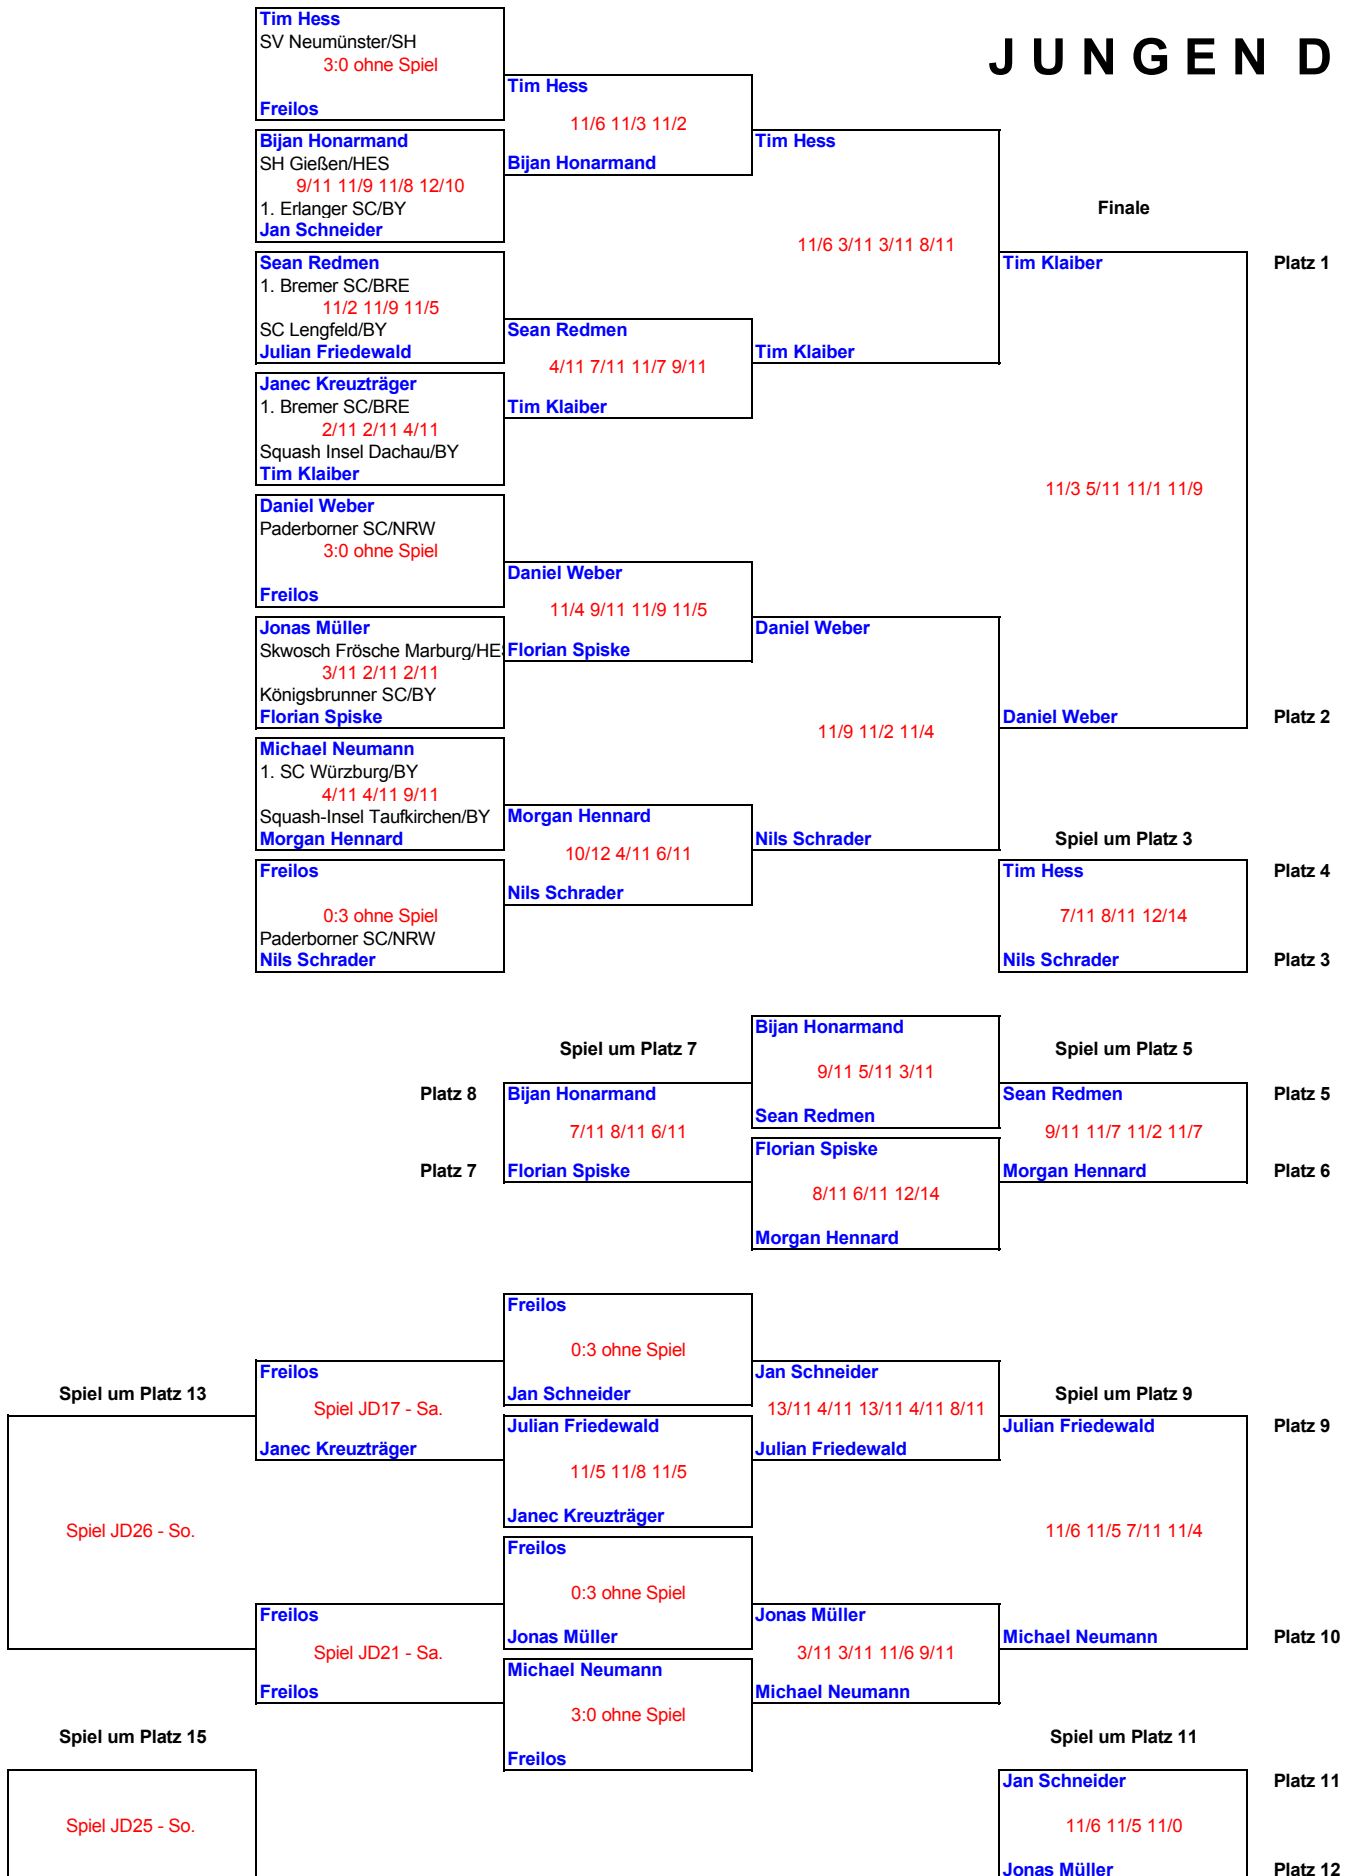 J U N G E N  D
Tim Hess
SV Neumünster/SH
3:0 ohne Spiel
Freilos
Bijan Honarmand
SH Gießen/HES
9/11 11/9 11/8 12/10
1. Erlanger SC/BY
Jan Schneider
Sean Redmen
1. Bremer SC/BRE
11/2 11/9 11/5
SC Lengfeld/BY
Julian Friedewald
Janec Kreuzträger
1. Bremer SC/BRE
2/11 2/11 4/11
Squash Insel Dachau/BY
Tim Klaiber
Daniel Weber
Paderborner SC/NRW
3:0 ohne Spiel
Freilos
Jonas Müller
Skwosch Frösche Marburg/HES
3/11 2/11 2/11
Königsbrunner SC/BY
Florian Spiske
Michael Neumann
1. SC Würzburg/BY
4/11 4/11 9/11
Squash-Insel Taufkirchen/BY
Morgan Hennard
Freilos
0:3 ohne Spiel
Paderborner SC/NRW
Nils Schrader
Tim Hess
11/6 11/3 11/2
Bijan Honarmand
Sean Redmen
4/11 7/11 11/7 9/11
Tim Klaiber
Daniel Weber
11/4 9/11 11/9 11/5
Florian Spiske
Morgan Hennard
10/12 4/11 6/11
Nils Schrader
Tim Hess
11/6 3/11 3/11 8/11
Tim Klaiber
Daniel Weber
11/9 11/2 11/4
Nils Schrader
Finale
Tim Klaiber
Platz 1
11/3 5/11 11/1 11/9
Daniel Weber
Platz 2
Spiel um Platz 3
Tim Hess
Platz 4
7/11 8/11 12/14
Nils Schrader
Platz 3
Spiel um Platz 7
Platz 8
Bijan Honarmand
7/11 8/11 6/11
Platz 7
Florian Spiske
Bijan Honarmand
9/11 5/11 3/11
Sean Redmen
Florian Spiske
8/11 6/11 12/14
Morgan Hennard
Spiel um Platz 5
Sean Redmen
Platz 5
9/11 11/7 11/2 11/7
Morgan Hennard
Platz 6
Spiel um Platz 13
Spiel JD26 - So.
Freilos
Spiel JD17 - Sa.
Janec Kreuzträger
Freilos
Spiel JD21 - Sa.
Freilos
Freilos
0:3 ohne Spiel
Jan Schneider
Julian Friedewald
11/5 11/8 11/5
Janec Kreuzträger
Freilos
0:3 ohne Spiel
Jonas Müller
Michael Neumann
3:0 ohne Spiel
Freilos
Jan Schneider
13/11 4/11 13/11 4/11 8/11
Julian Friedewald
Jonas Müller
3/11 3/11 11/6 9/11
Michael Neumann
Spiel um Platz 9
Julian Friedewald
Platz 9
11/6 11/5 7/11 11/4
Michael Neumann
Platz 10
Spiel um Platz 15
Spiel JD25 - So.
Spiel um Platz 11
Jan Schneider
Platz 11
11/6 11/5 11/0
Jonas Müller
Platz 12